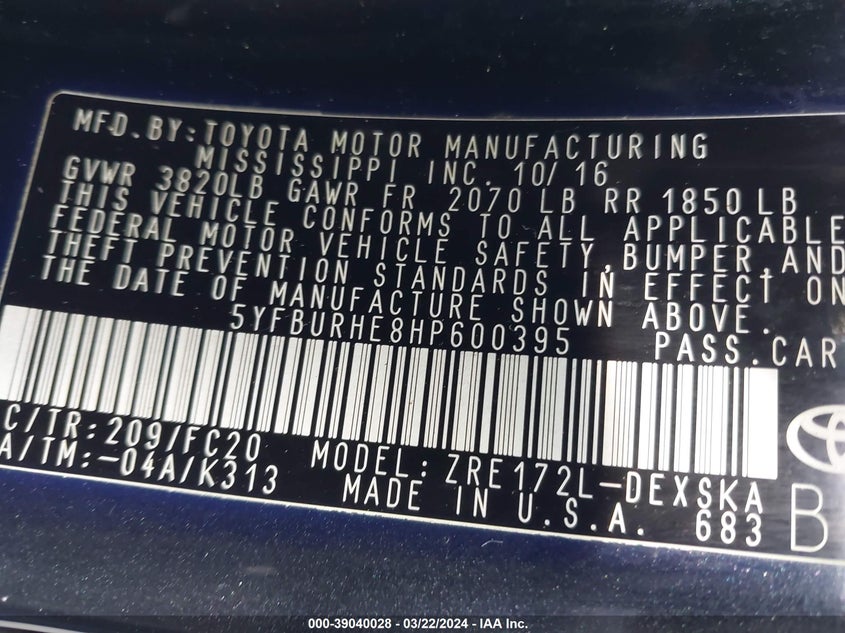 MFD.BY:TOYOTA MOTOR MANUFACTURING
MISSISSIPPI INC. 10/16
GVWR 3820LB GAWR FR 2070 LB RR 1850 LB
THIS VEHICLE CONFORMS TO ALL APPLICABLE
FEDERAL MOTOR VEHICLE SAFETY,BUMPER,AND
THEFT PREVENTION STANDARDS IN EFFECT ON
THE DATE OF MANUFACTURE SHOWN ABOVE.
5YFBURHE8HP600395 PASS.CAR
C/TR:209/FC20 MODEL:ZRE172L-DEXSKA
A/TM:-04A/K313 MADE IN U.S.A. 683 B
000-39040028 - 03/22/2024 - IAA Inc.